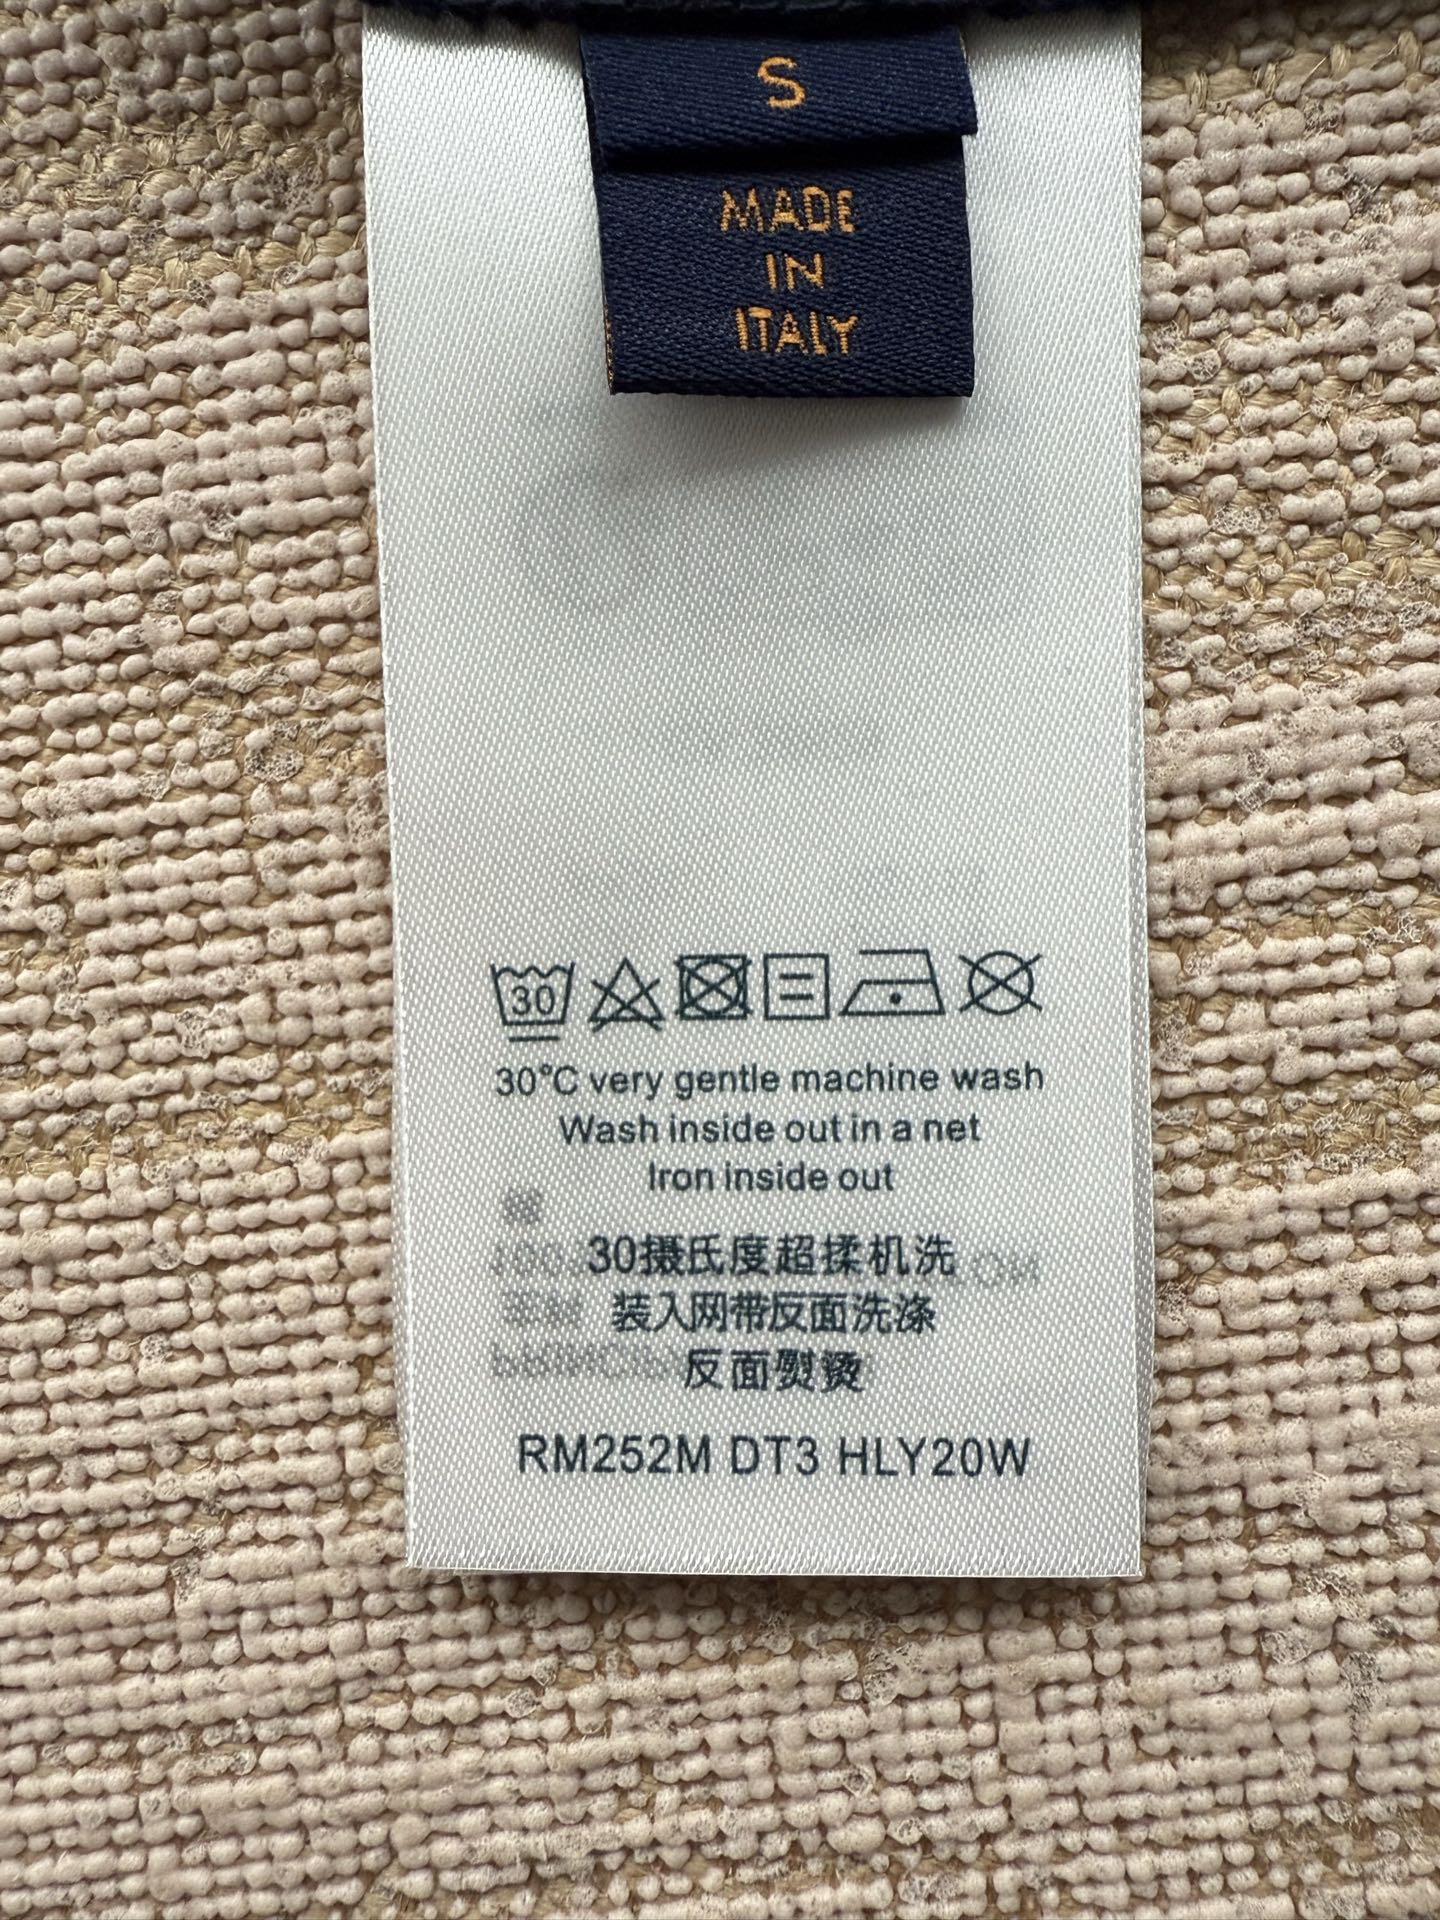 S
MADE
IN
ITALY
30
30°C very gentle machine wash
Wash inside out in a net
Iron inside out
30摄氏度超揉机洗
装入网带反面洗涤
反面熨烫
RM252M DT3 HLY20W